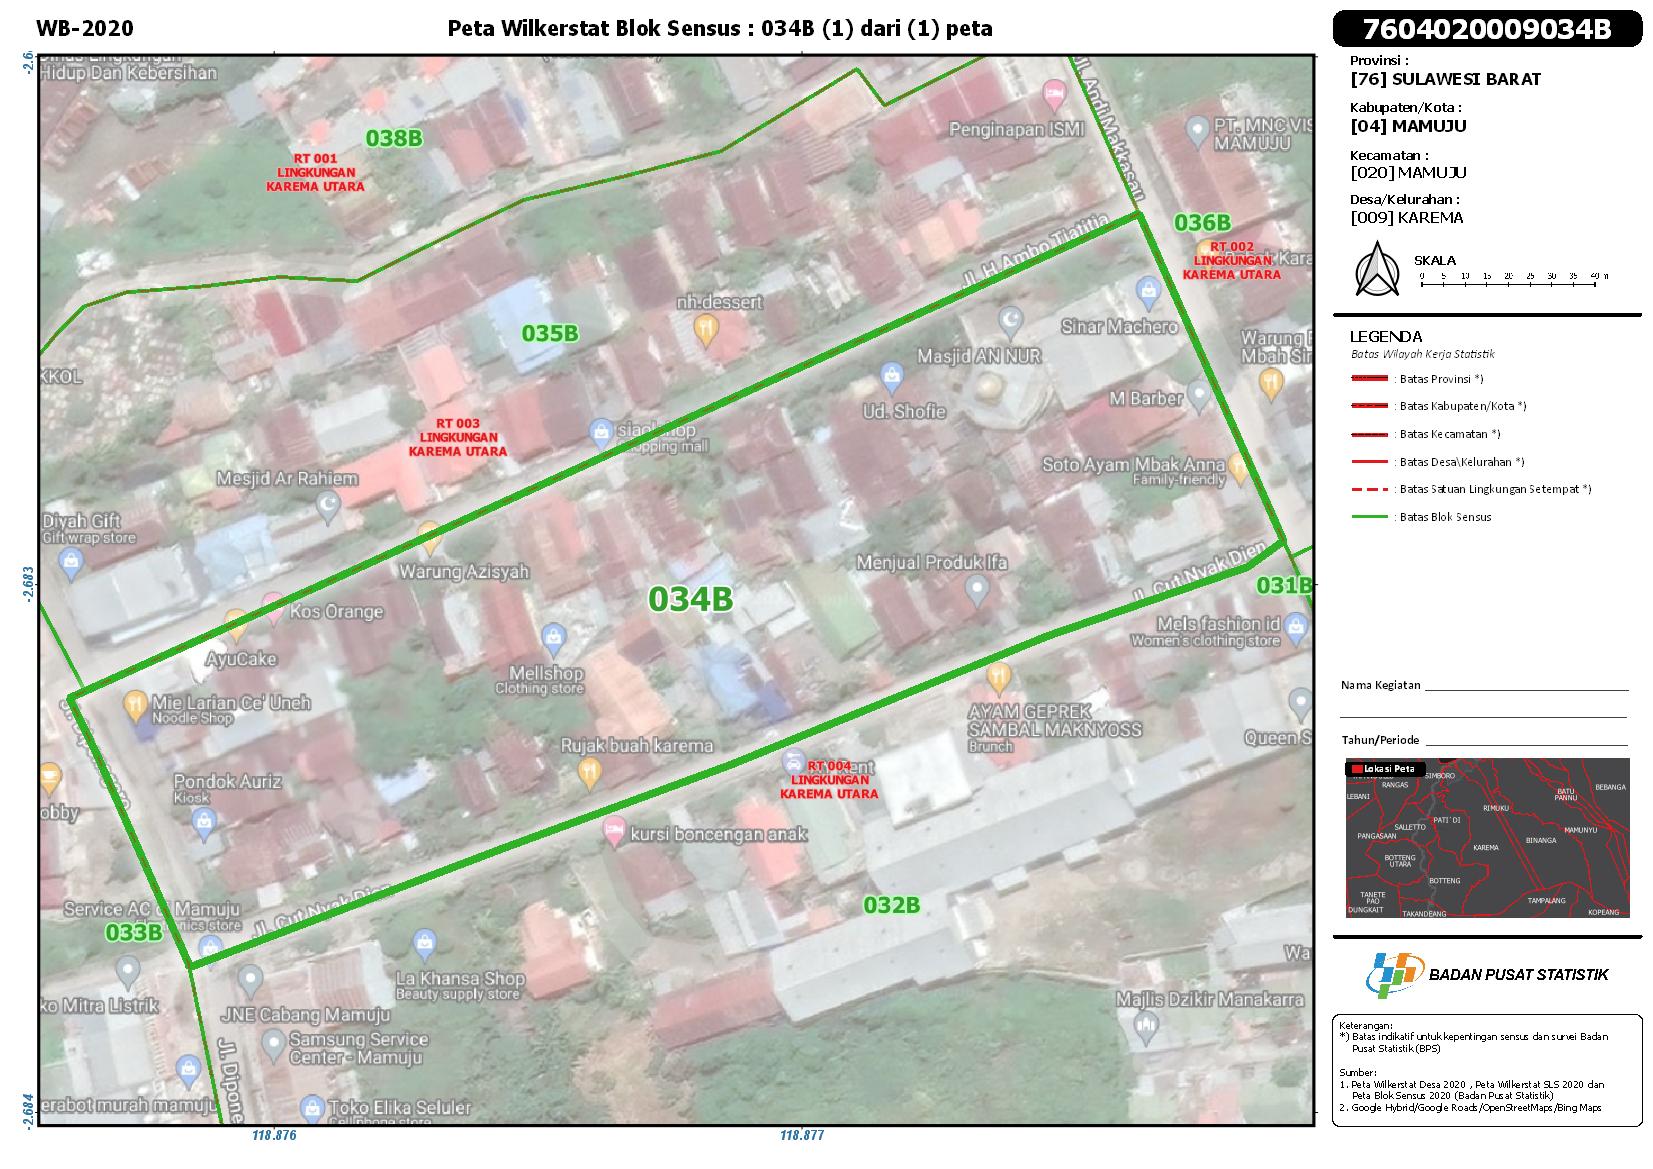 WB-2020
Peta Wilkerstat Blok Sensus : 034B (1) dari (1) peta
7604020009034B
Provinsi :
[76] SULAWESI BARAT
Kabupaten/Kota :
[04] MAMUJU
Kecamatan :
[020] MAMUJU
Desa/Kelurahan :
[009] KAREMA
SKALA
0 5 10 15 20 25 30 35 40 m
LEGENDA
Batas Wilayah Kerja Statistik
: Batas Provinsi *)
: Batas Kabupaten/Kota *)
: Batas Kecamatan *)
: Batas Desa\Kelurahan *)
: Batas Satuan Lingkungan Setempat *)
: Batas Blok Sensus
Nama Kegiatan
Tahun/Periode
Lokasi Peta
SIMBORO
RANGAS
LEBANI
BEBANGA
BATU
PANNU
RIMUKU
PATI'DI
SALLETTO
MAMUNYU
PANGASAAN
BINANGA
KAREMA
BOTTENG
UTARA
BOTTENG
TANETE
PAO
DUNGKAIT
TAMPALANG
TAKANDEANG
KOPEANG
BADAN PUSAT STATISTIK
Keterangan:
*) Batas indikatif untuk kepentingan sensus dan survei Badan
Pusat Statistik (BPS)
Sumber:
1. Peta Wilkerstat Desa 2020 , Peta Wilkerstat SLS 2020 dan
Peta Blok Sensus 2020 (Badan Pusat Statistik)
2. Google Hybrid/Google Roads/OpenStreetMaps/Bing Maps
Hidup Dan Kebersihan
038B
RT 001
LINGKUNGAN
KAREMA UTARA
Penginapan ISMI
Jl. Andi Makkasau
PT. MNC VIS
MAMUJU
036B
RT 002
LINGKUNGAN
KAREMA UTARA
Jl. H Ambo Tjatjtja
nh-dessert
035B
Sinar Machero
Masjid AN NUR
Warung
Mbah Sir
KKOL
M Barber
Ud. Shofie
RT 003
LINGKUNGAN
KAREMA UTARA
Mesjid Ar Rahiem
Soto Ayam Mbak Anna
Family-friendly
Diyah Gift
Gift wrap store
Warung Azisyah
Menjual Produk Ifa
Jl. Cut Nyak Dien
034B
031B
Kos Orange
Mels fashion id
Women's clothing store
AyuCake
Mellshop
Clothing store
Mie Larian Ce' Uneh
Noodle Shop
AYAM GEPREK
SAMBAL MAKNYOSS
Brunch
Queen S
Rujak buah karema
RT 004
LINGKUNGAN
KAREMA UTARA
Pondok Auriz
Kiosk
obby
kursi boncengan anak
Jl. Cut Nyak Dien
032B
Service AC di Mamuju
033B
Wa
La Khansa Shop
Beauty supply store
ko Mitra Listrik
JNE Cabang Mamuju
Majlis Dzikir Manakarra
Samsung Service
Center - Mamuju
Jl. Dipone
erabot murah mamuju
Toko Elika Seluler
-2.683
-2.684
118.876
118.877